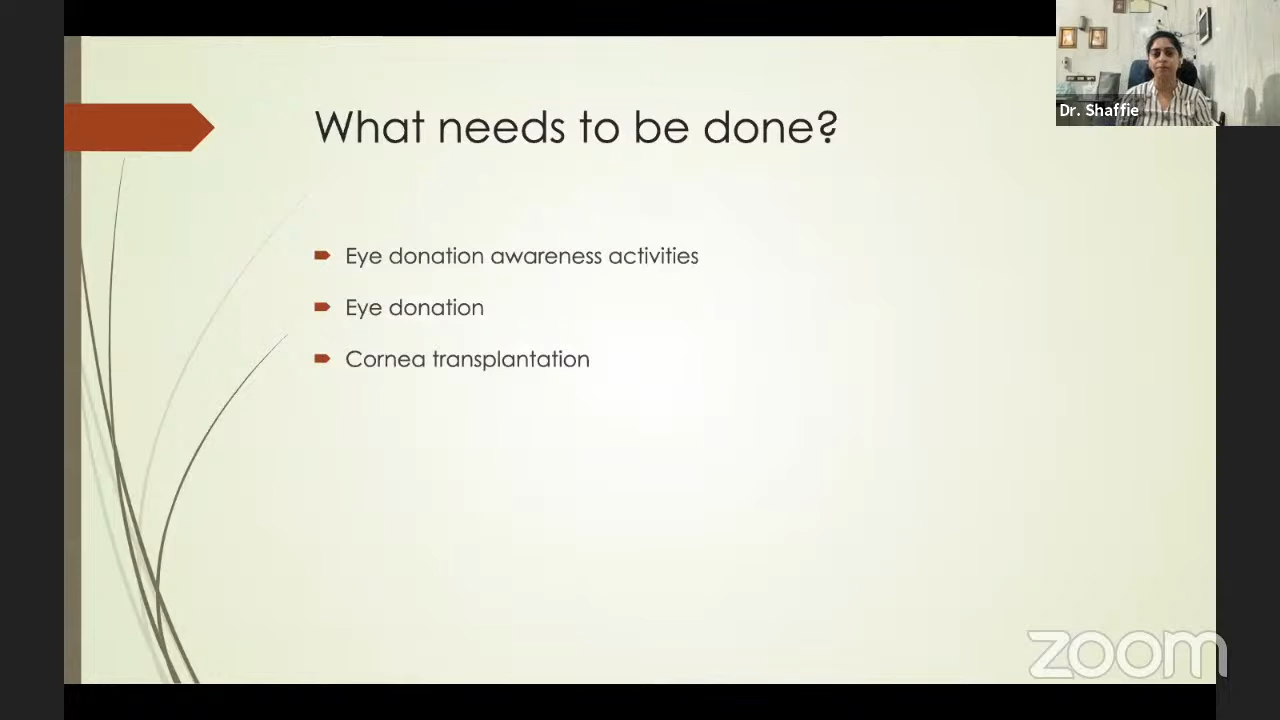 Dr. Shaffie
What needs to be done?
Eye donation awareness activities
Eye donation
Cornea transplantation
zoom